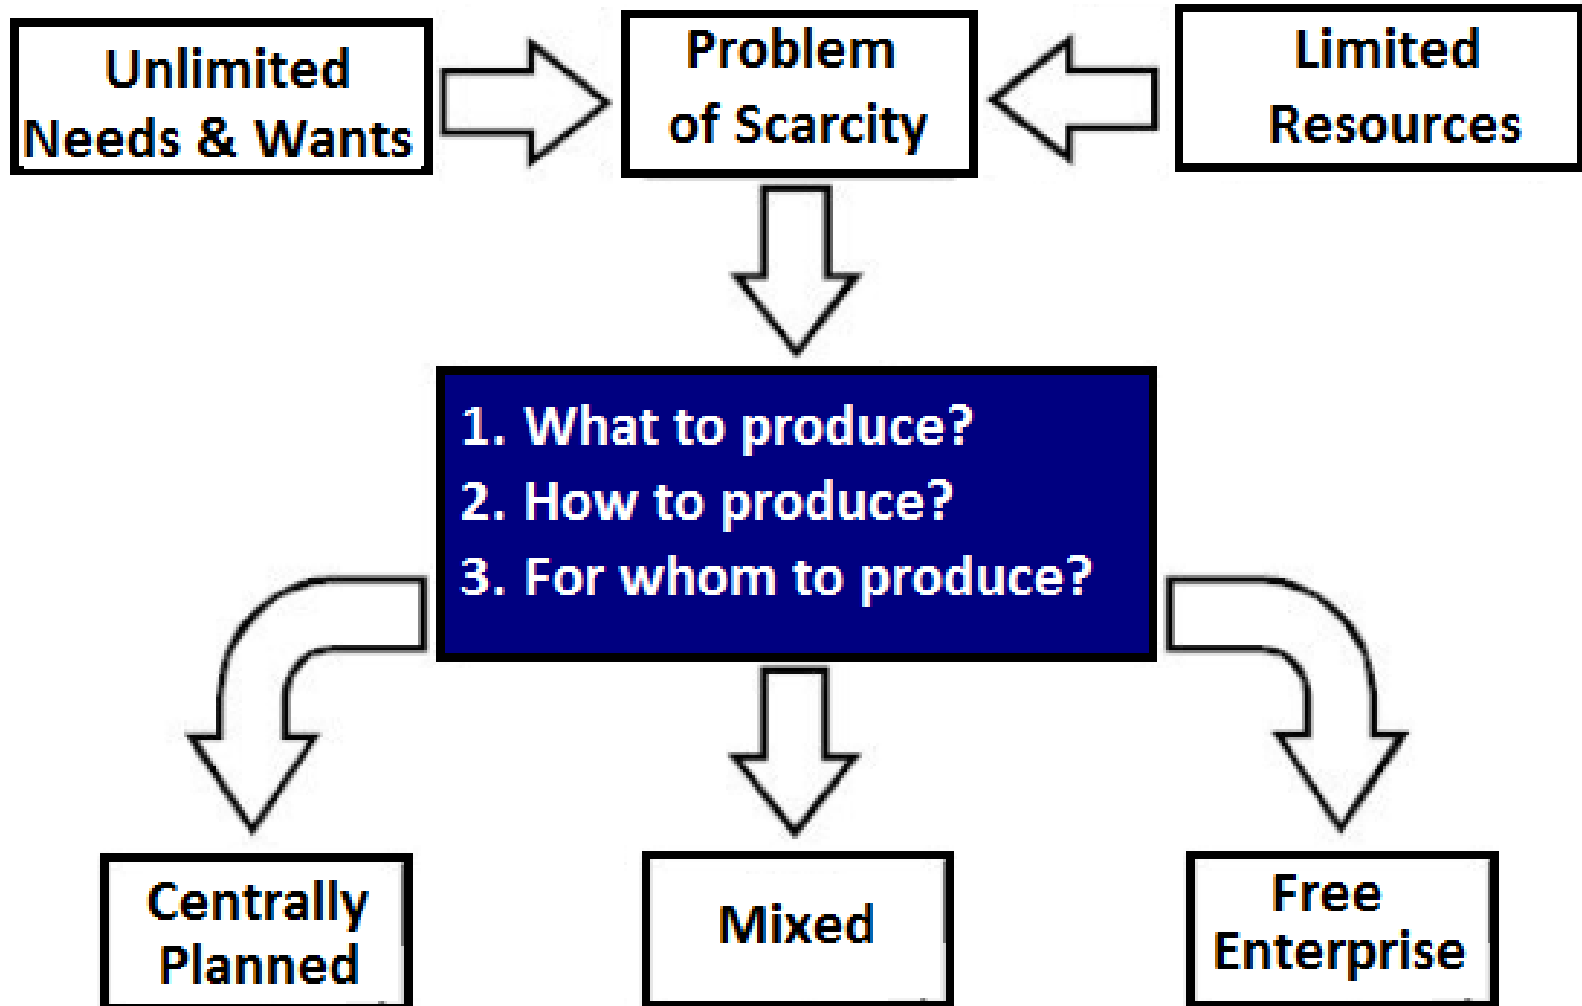 Unlimited
Needs & Wants
Problem
of Scarcity
Limited
Resources
1. What to produce?
2. How to produce?
3. For whom to produce?
Centrally
Planned
Mixed
Free
Enterprise